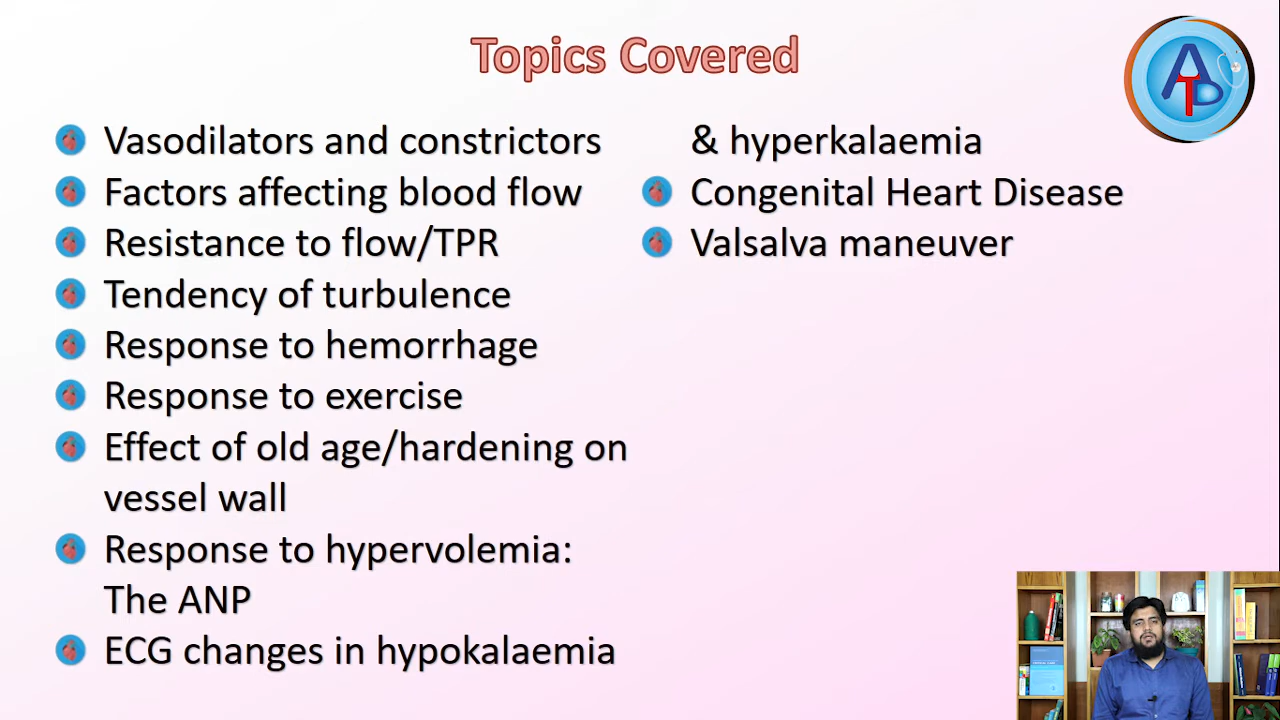 Topics Covered
Vasodilators and constrictors
Factors affecting blood flow
Resistance to flow/TPR
Tendency of turbulence
Response to hemorrhage
Response to exercise
Effect of old age/hardening on
vessel wall
Response to hypervolemia:
The ANP
ECG changes in hypokalaemia
& hyperkalaemia
Congenital Heart Disease
Valsalva maneuver
ATB